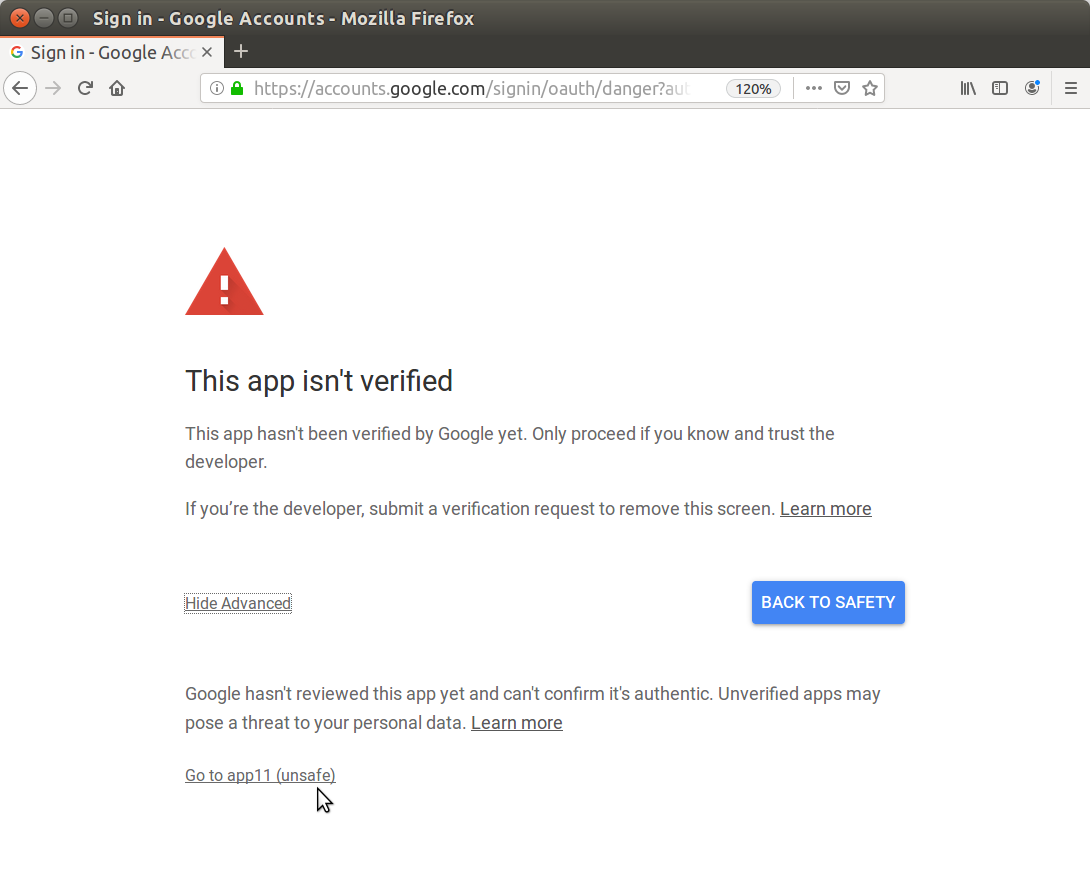 Sign in - Google Accounts - Mozilla Firefox
Sign in - Google Acc
https://accounts.google.com/signin/oauth/danger?aut
120%
!
This app isn't verified
This app hasn't been verified by Google yet. Only proceed if you know and trust the
developer.
If you’re the developer, submit a verification request to remove this screen. Learn more
Hide Advanced
BACK TO SAFETY
Google hasn't reviewed this app yet and can't confirm it's authentic. Unverified apps may
pose a threat to your personal data. Learn more
Go to app11 (unsafe)